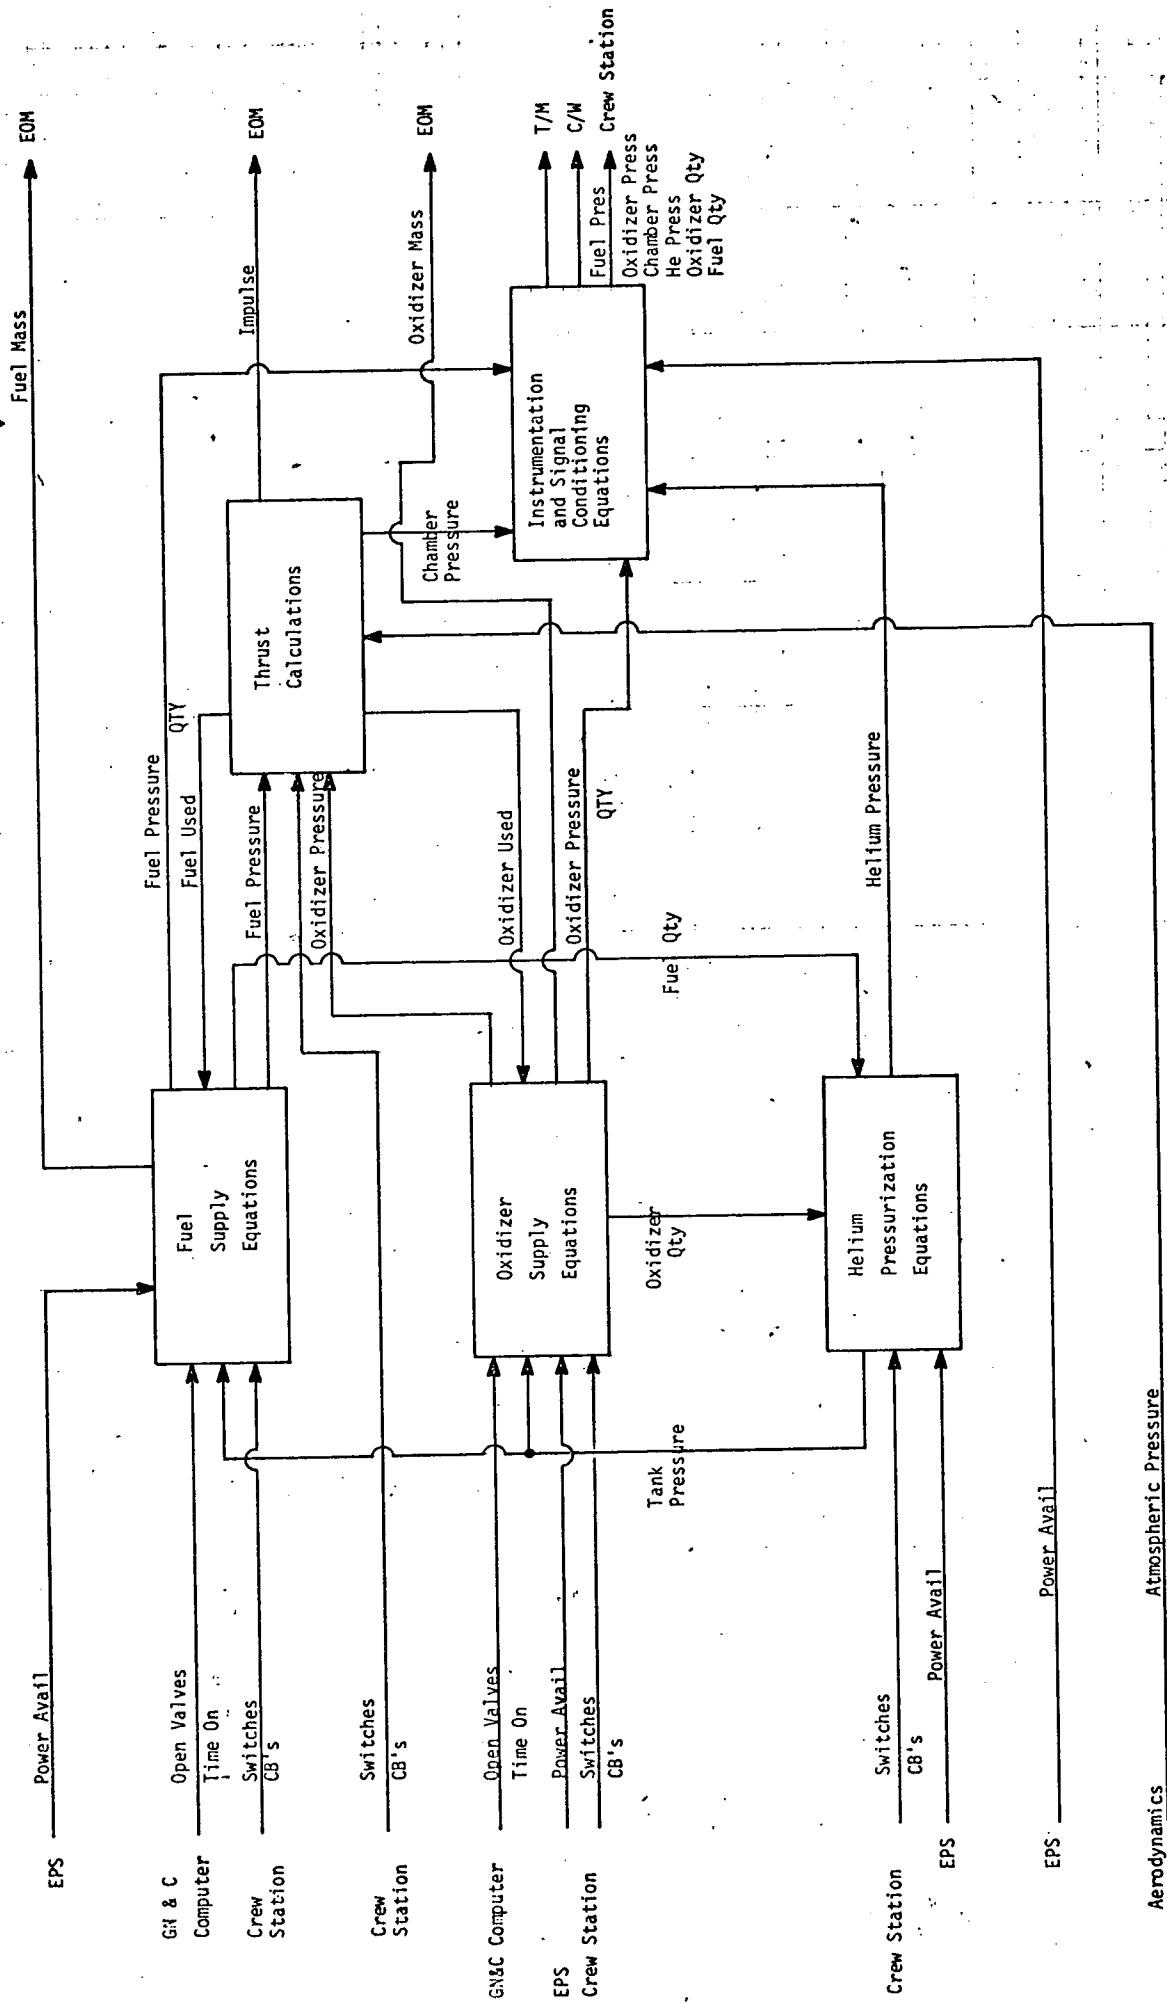 EPS
Power Avail
Fuel Mass
EOM
GN & C
Computer
Open Valves
Time On
Crew
Station
Switches
CB's
Fuel
Supply
Equations
Fuel Pressure
QTY
Fuel Used
Fuel Pressure
Oxidizer Pressure
Thrust
Calculations
Impulse
EOM
Crew
Station
Switches
CB's
Chamber
Pressure
Oxidizer Mass
EOM
GN&C Computer
Open Valves
Time On
EPS
Power Avail
Crew Station
Switches
CB's
Oxidizer
Supply
Equations
Oxidizer Used
Oxidizer Pressure
QTY
Instrumentation
and Signal
Conditioning
Equations
T/M
C/W
Crew Station
Fuel Pres
Oxidizer Press
Chamber Press
He Press
Oxidizer Qty
Fuel Qty
Tank
Pressure
Oxidizer
Qty
Fuel Qty
Crew Station
Switches
CB's
EPS
Power Avail
Helium
Pressurization
Equations
Helium Pressure
EPS
Power Avail
Aerodynamics
Atmospheric Pressure